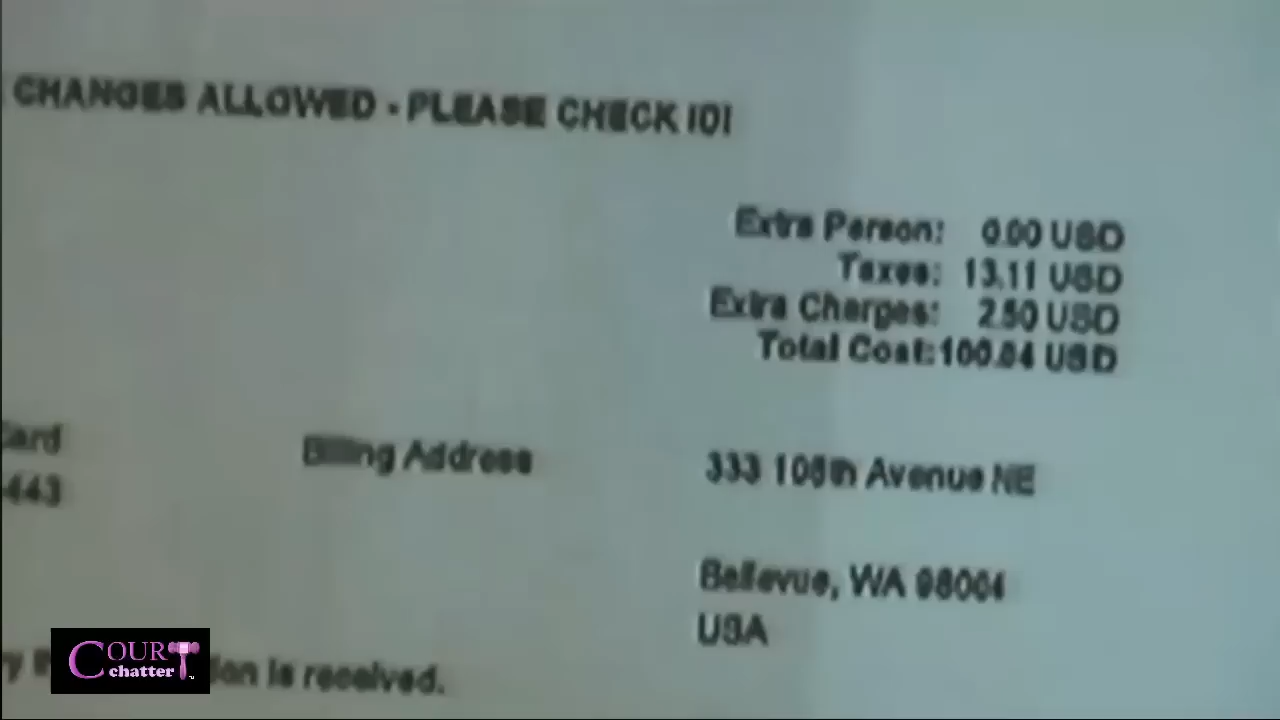 CHANGES ALLOWED - PLEASE CHECK ID!
Extra Person: 0.00 USD
Taxes: 13.11 USD
Extra Charges: 2.50 USD
Total Cost: 100.04 USD
Card
-443
Billing Address
333 108th Avenue NE
Bellevue, WA 98004
USA
is received.
COURT
chatter